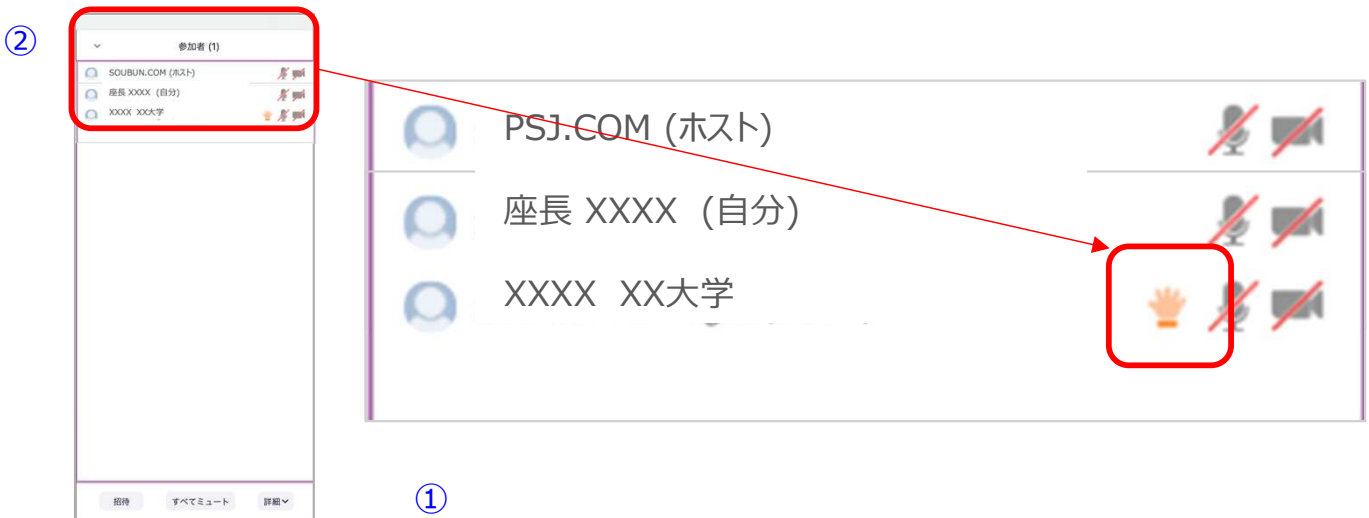 ②
参加者 (1)
SOUBUN.COM (ホスト)
座長 XXXX (自分)
XXXX XX大学
招待 すべてミュート 詳細
PSJ.COM (ホスト)
座長 XXXX (自分)
XXXX XX大学
①